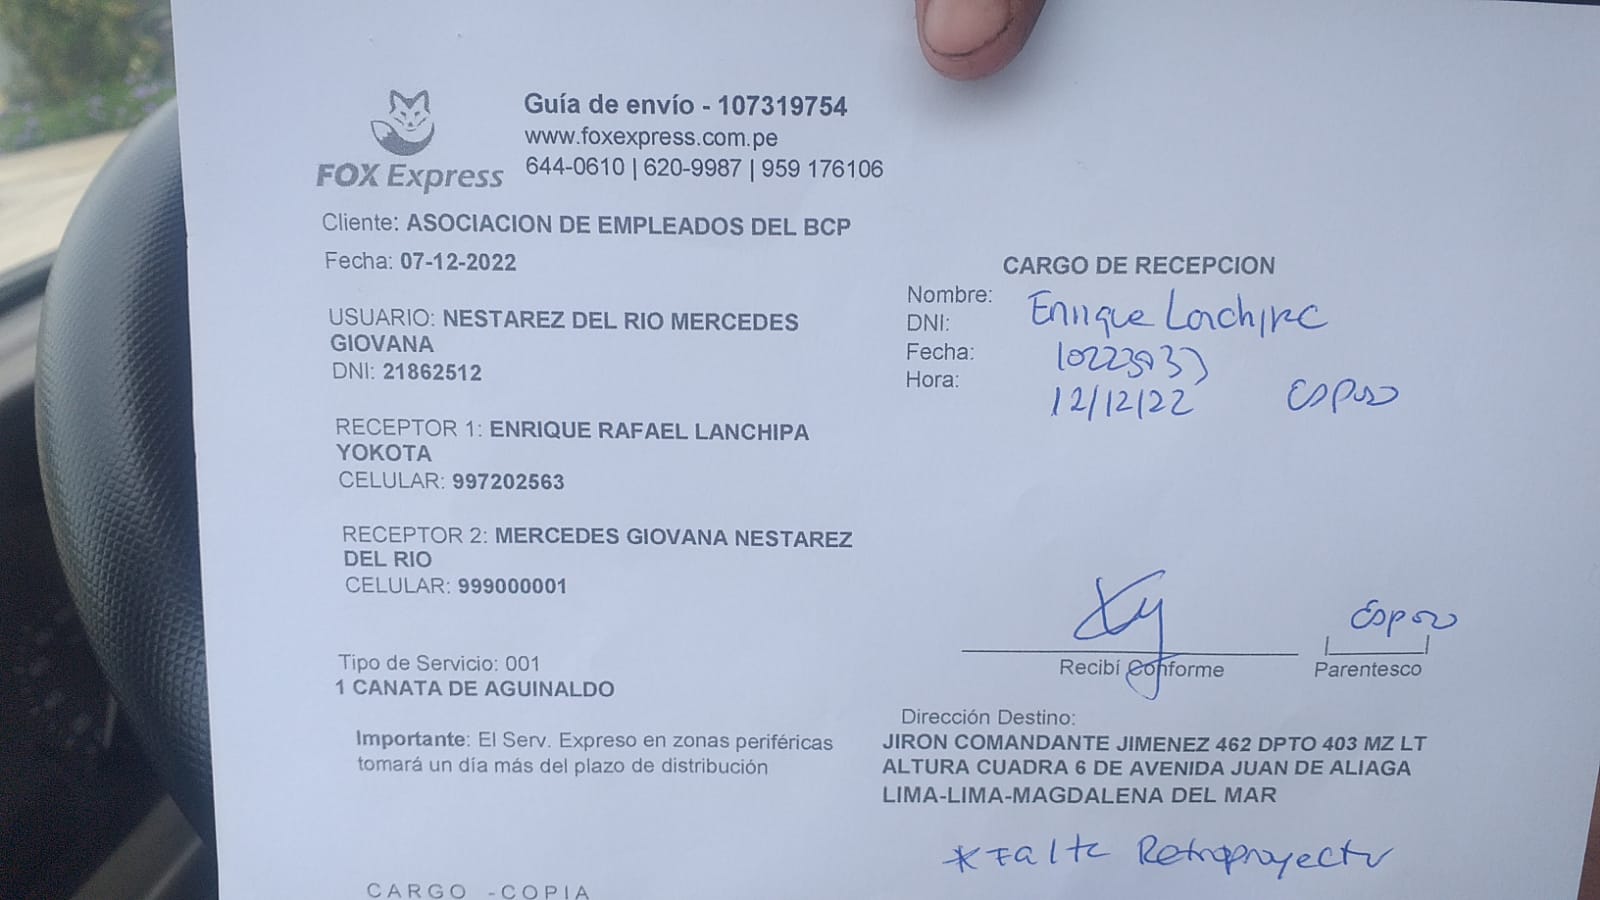 Guía de envío - 107319754
www.foxexpress.com.pe
644-0610 | 620-9987 | 959 176106
FOX Express
Cliente: ASOCIACION DE EMPLEADOS DEL BCP
Fecha: 07-12-2022
USUARIO: NESTAREZ DEL RIO MERCEDES
GIOVANA
DNI: 21862512
RECEPTOR 1: ENRIQUE RAFAEL LANCHIPA
YOKOTA
CELULAR: 997202563
RECEPTOR 2: MERCEDES GIOVANA NESTAREZ
DEL RIO
CELULAR: 999000001
Tipo de Servicio: 001
1 CANATA DE AGUINALDO
Importante: El Serv. Expreso en zonas periféricas
tomará un día más del plazo de distribución
CARGO -COPIA
CARGO DE RECEPCION
Nombre: Enrique Lanchipa
DNI:
Fecha:
Hora: 12/12/22 esposo
esposo
Recibí Conforme Parentesco
Dirección Destino:
JIRON COMANDANTE JIMENEZ 462 DPTO 403 MZ LT
ALTURA CUADRA 6 DE AVENIDA JUAN DE ALIAGA
LIMA-LIMA-MAGDALENA DEL MAR
*Falta Retroproyector